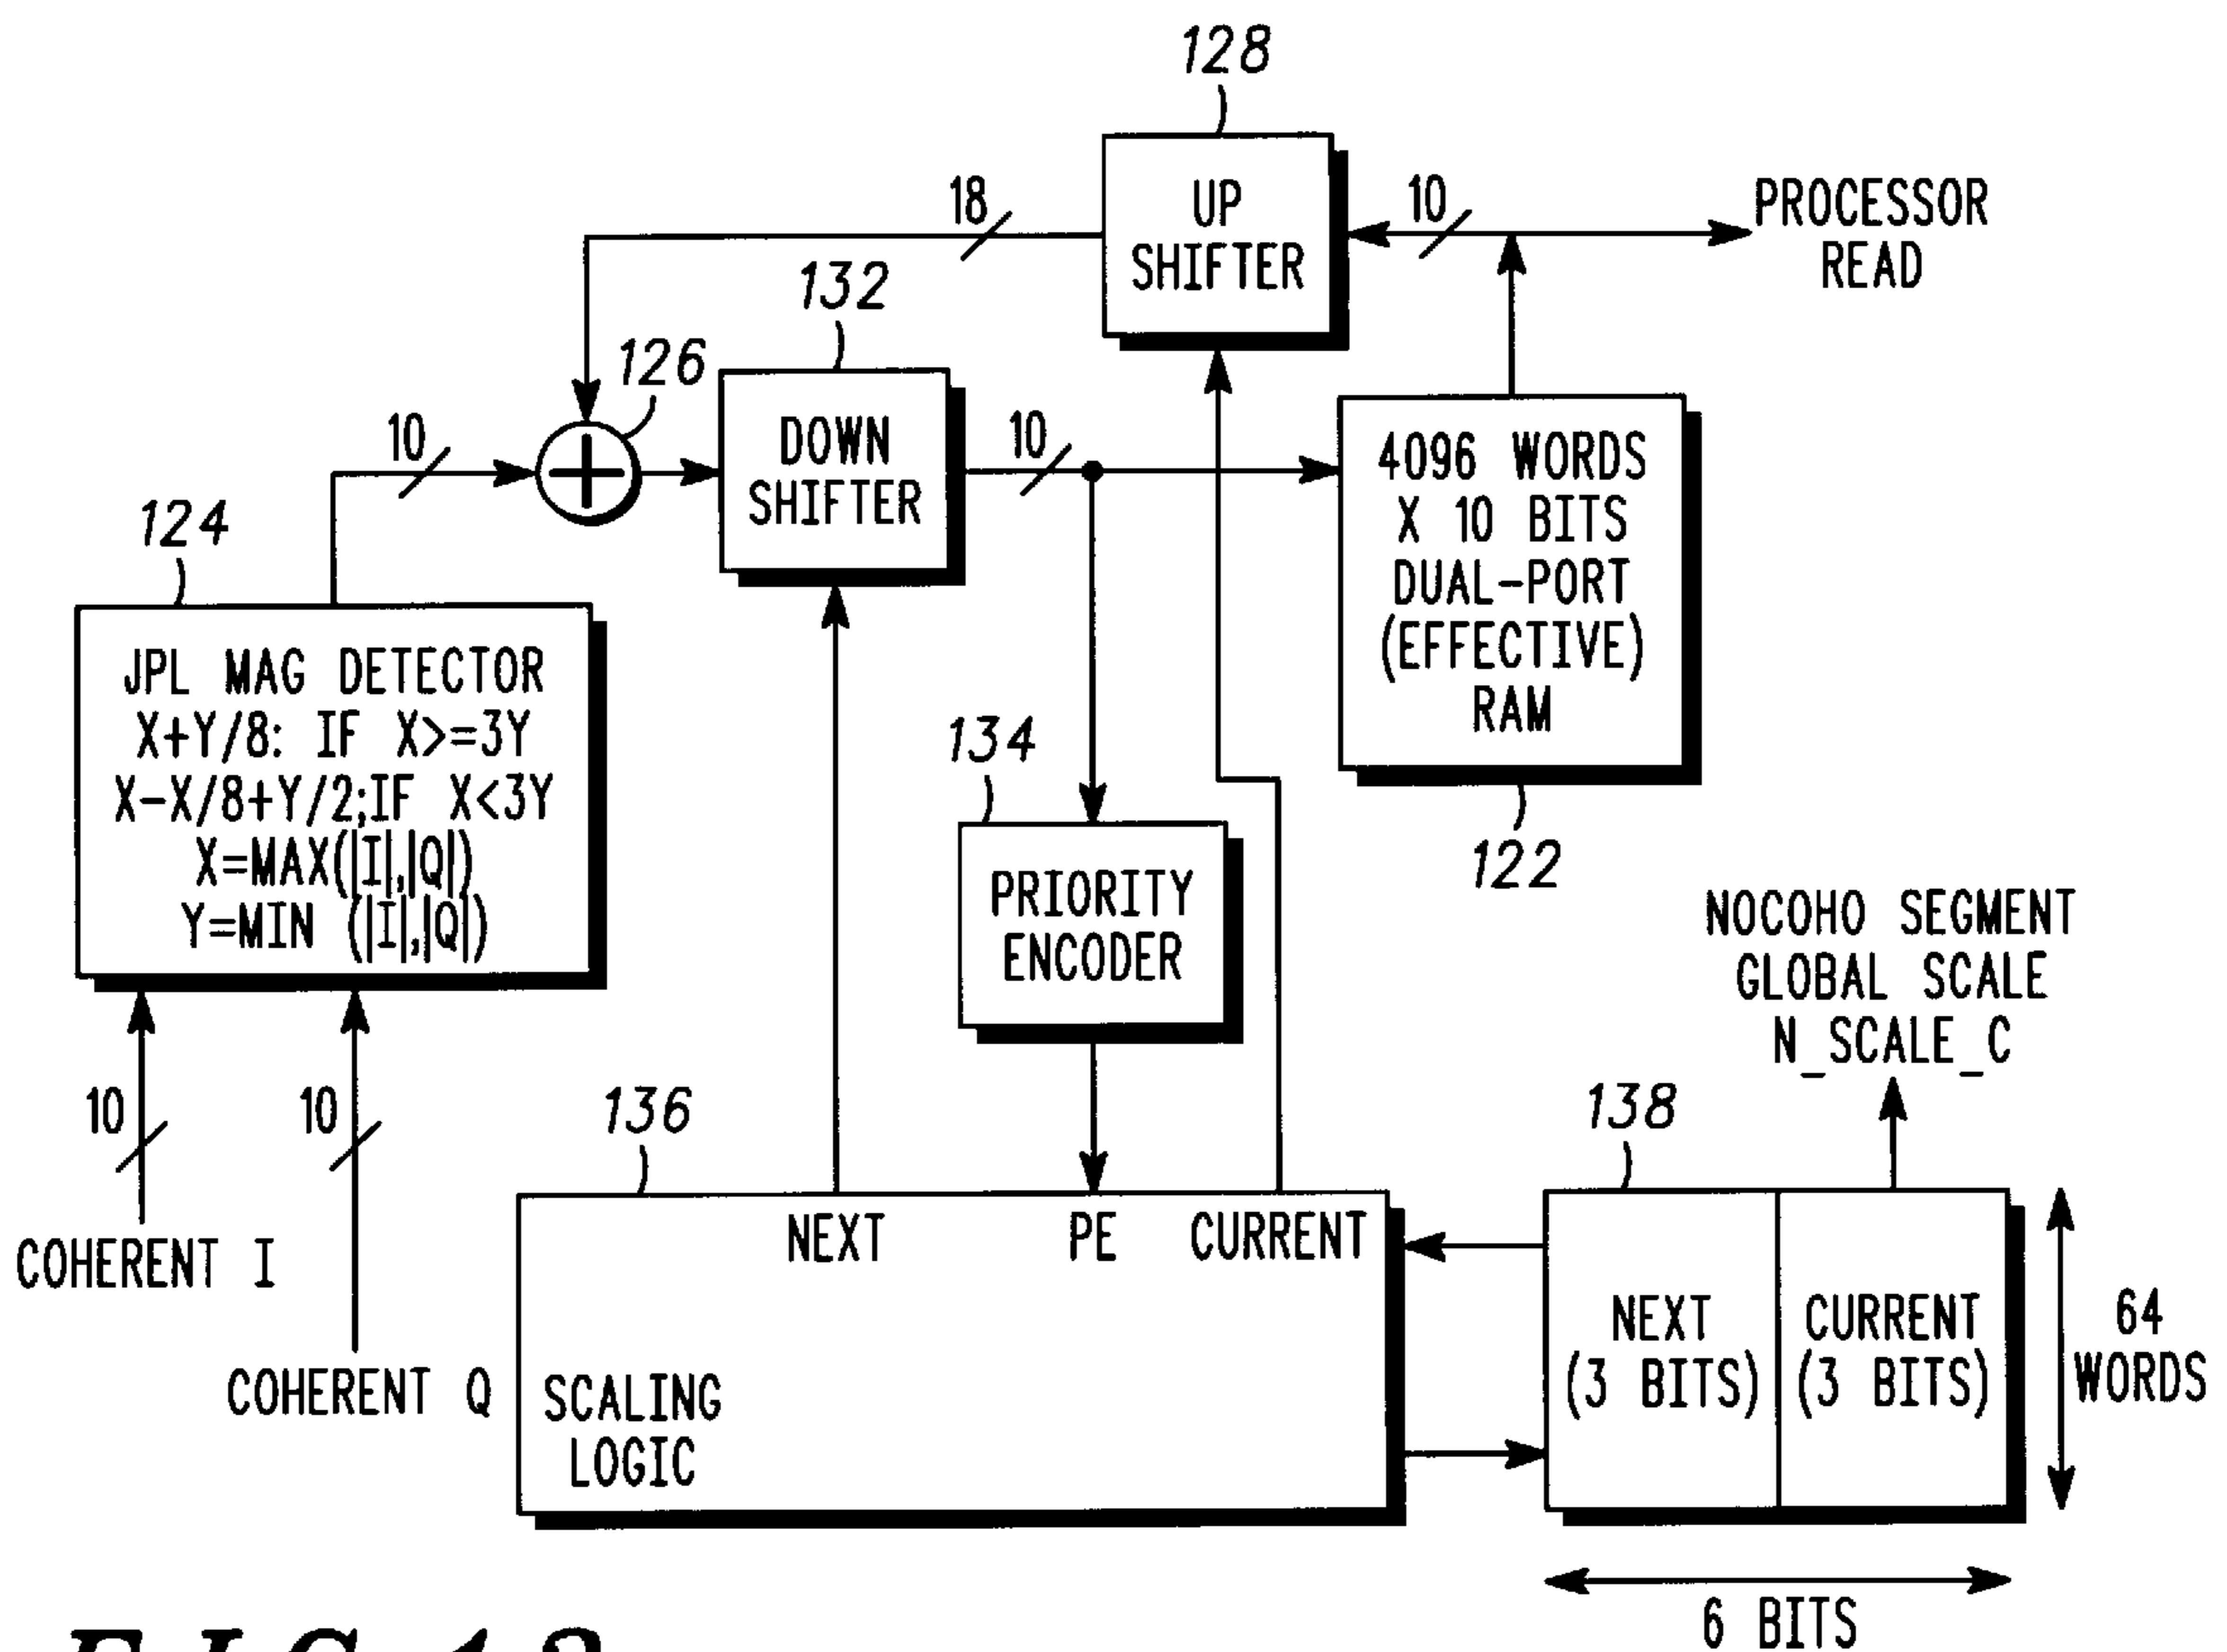 128
UP
SHIFTER
18
10
PROCESSOR
READ
132
126
DOWN
SHIFTER
10
10
4096 WORDS
X 10 BITS
DUAL-PORT
(EFFECTIVE)
RAM
122
124
JPL MAG DETECTOR
X+Y/8: IF X>=3Y
X-X/8+Y/2;IF X<3Y
X=MAX(|I|,|Q|)
Y=MIN (|I|,|Q|)
134
PRIORITY
ENCODER
NOCOHO SEGMENT
GLOBAL SCALE
N_SCALE_C
10
10
COHERENT I
COHERENT Q
136
NEXT
PE
CURRENT
SCALING
LOGIC
138
NEXT
(3 BITS)
CURRENT
(3 BITS)
64
WORDS
6 BITS